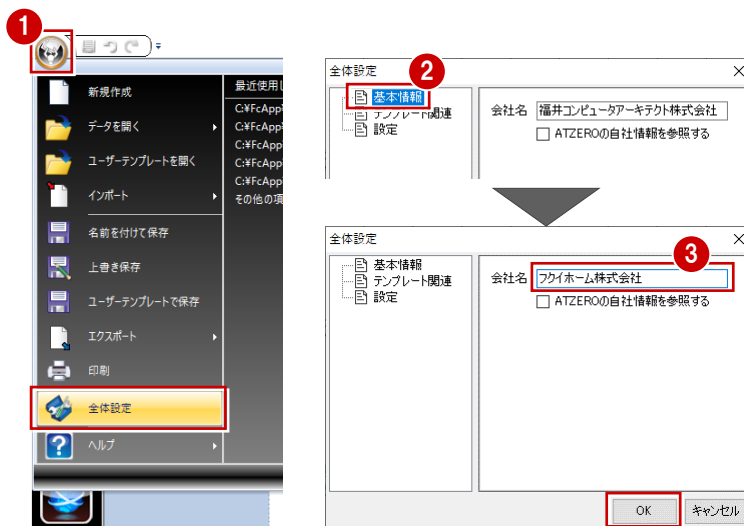 1
新規作成
データを開く
ユーザーテンプレートを開く
インポート
名前を付けて保存
上書き保存
ユーザーテンプレートで保存
エクスポート
印刷
全体設定
ヘルプ
最近使用し
C:¥FcApp
C:¥FcApp
C:¥FcApp
C:¥FcApp
C:¥FcApp
その他の項
2
全体設定
基本情報
テンプレート関連
設定
会社名 福井コンピュータアーキテクト株式会社
ATZEROの自社情報を参照する
3
全体設定
基本情報
テンプレート関連
設定
会社名 フクイホーム株式会社
ATZEROの自社情報を参照する
OK キャンセル